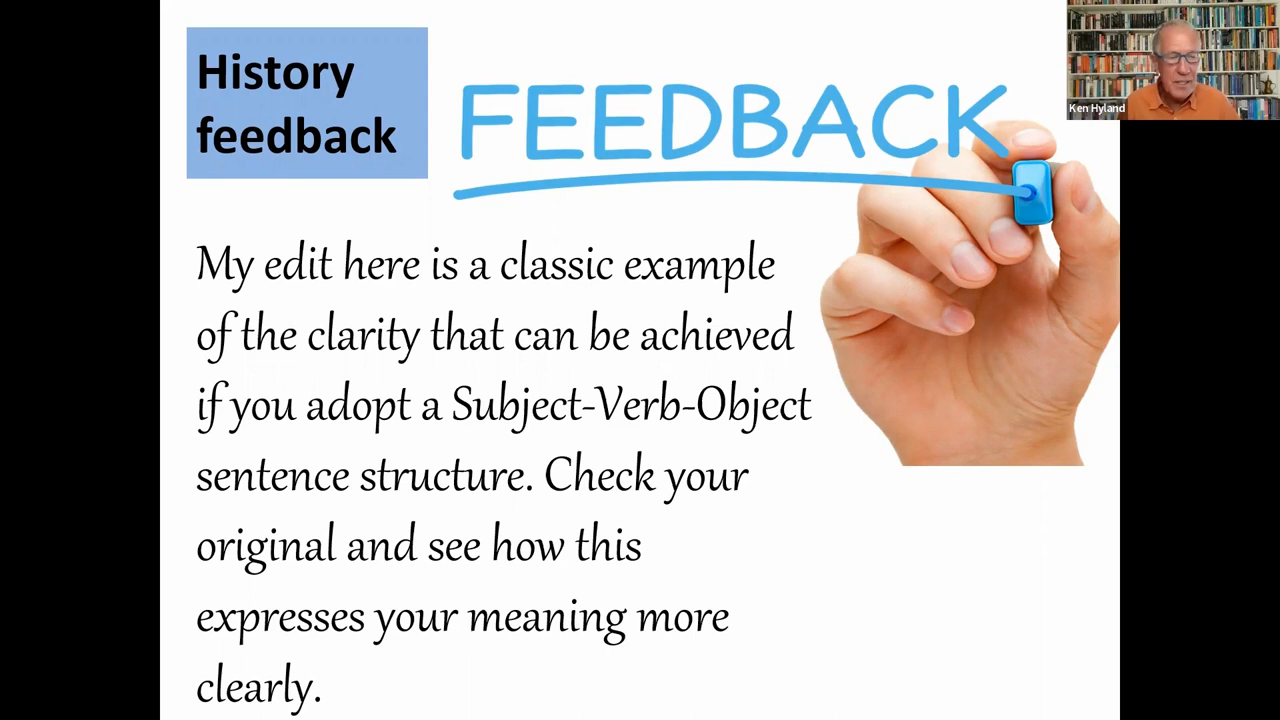 History
feedback
FEEDBACK
Ken Hyland
My edit here is a classic example
of the clarity that can be achieved
if you adopt a Subject-Verb-Object
sentence structure. Check your
original and see how this
expresses your meaning more
clearly.